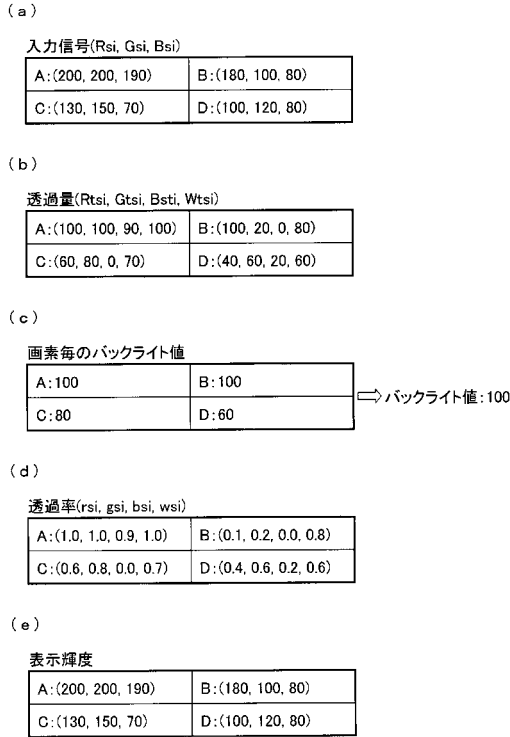 (a)
入力信号(Rsi, Gsi, Bsi)
A:(200, 200, 190) B:(180, 100, 80)
C:(130, 150, 70) D:(100, 120, 80)
(b)
透過量(Rtsi, Gtsi, Bsti, Wtsi)
A:(100, 100, 90, 100) B:(100, 20, 0, 80)
C:(60, 80, 0, 70) D:(40, 60, 20, 60)
(c)
画素毎のバックライト値
A:100 B:100
⇨バックライト値:100
C:80 D:60
(d)
透過率(rsi, gsi, bsi, wsi)
A:(1.0, 1.0, 0.9, 1.0) B:(0.1, 0.2, 0.0, 0.8)
C:(0.6, 0.8, 0.0, 0.7) D:(0.4, 0.6, 0.2, 0.6)
(e)
表示輝度
A:(200, 200, 190) B:(180, 100, 80)
C:(130, 150, 70) D:(100, 120, 80)